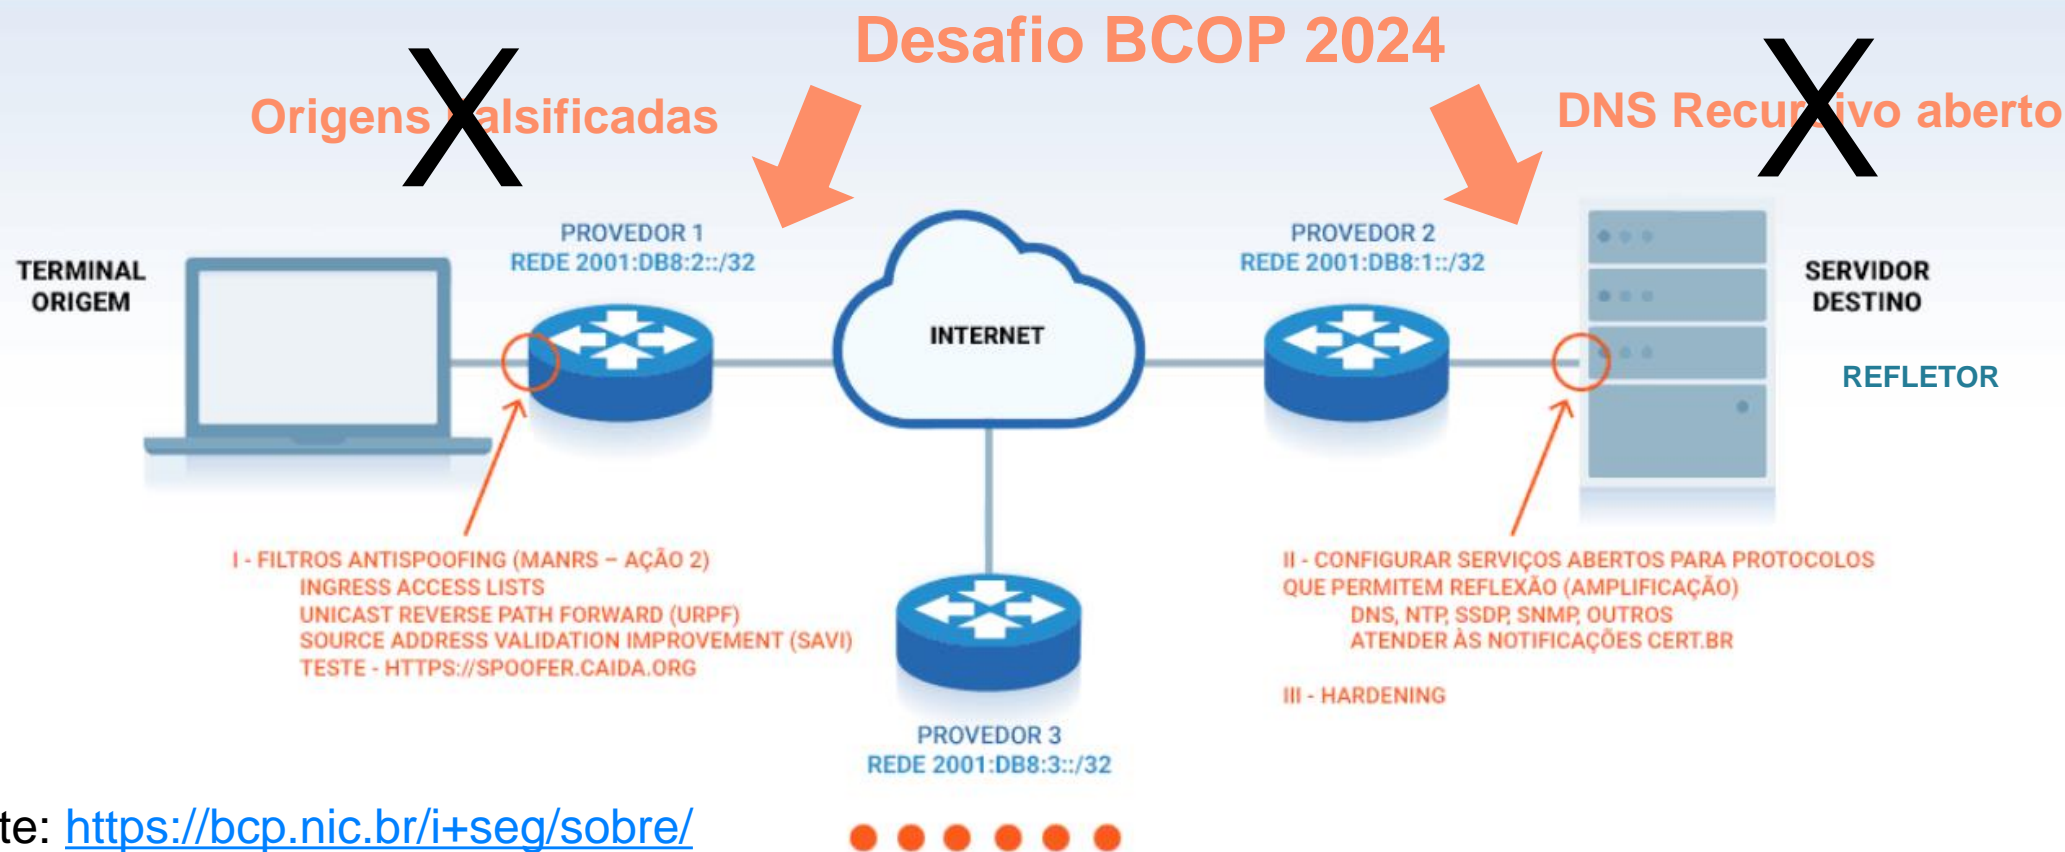 Desafio BCOP 2024
Origens Falsificadas
X
DNS Recursivo aberto
X
TERMINAL
ORIGEM
PROVEDOR 1
REDE 2001:DB8:2::/32
INTERNET
PROVEDOR 2
REDE 2001:DB8:1::/32
SERVIDOR
DESTINO
REFLETOR
I - FILTROS ANTISPOOFING (MANRS – AÇÃO 2)
INGRESS ACCESS LISTS
UNICAST REVERSE PATH FORWARD (URPF)
SOURCE ADDRESS VALIDATION IMPROVEMENT (SAVI)
TESTE - HTTPS://SPOOFER.CAIDA.ORG
II - CONFIGURAR SERVIÇOS ABERTOS PARA PROTOCOLOS
QUE PERMITEM REFLEXÃO (AMPLIFICAÇÃO)
DNS, NTP, SSDP, SNMP, OUTROS
ATENDER ÀS NOTIFICAÇÕES CERT.BR
III - HARDENING
PROVEDOR 3
REDE 2001:DB8:3::/32
te: https://bcp.nic.br/i+seg/sobre/